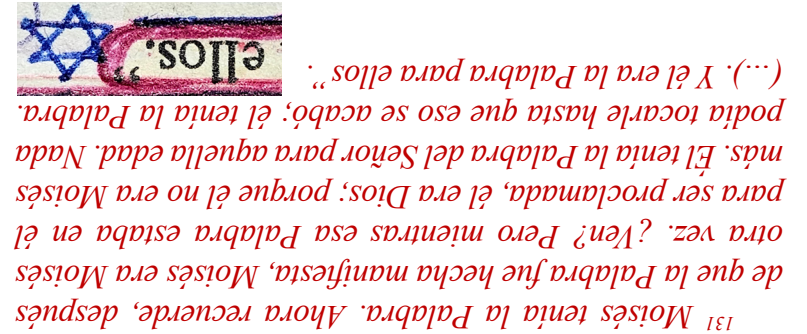 131 Moisés tenía la Palabra. Ahora recuerde, después
de que la Palabra fue hecha manifiesta, Moisés era Moisés
otra vez. ¿Ven? Pero mientras esa Palabra estaba en él
para ser proclamada, él era Dios; porque él no era Moisés
más. Él tenía la Palabra del Señor para aquella edad. Nada
podía tocarle hasta que eso se acabó; él tenía la Palabra.
(…). Y él era la Palabra para ellos”. ellos.”